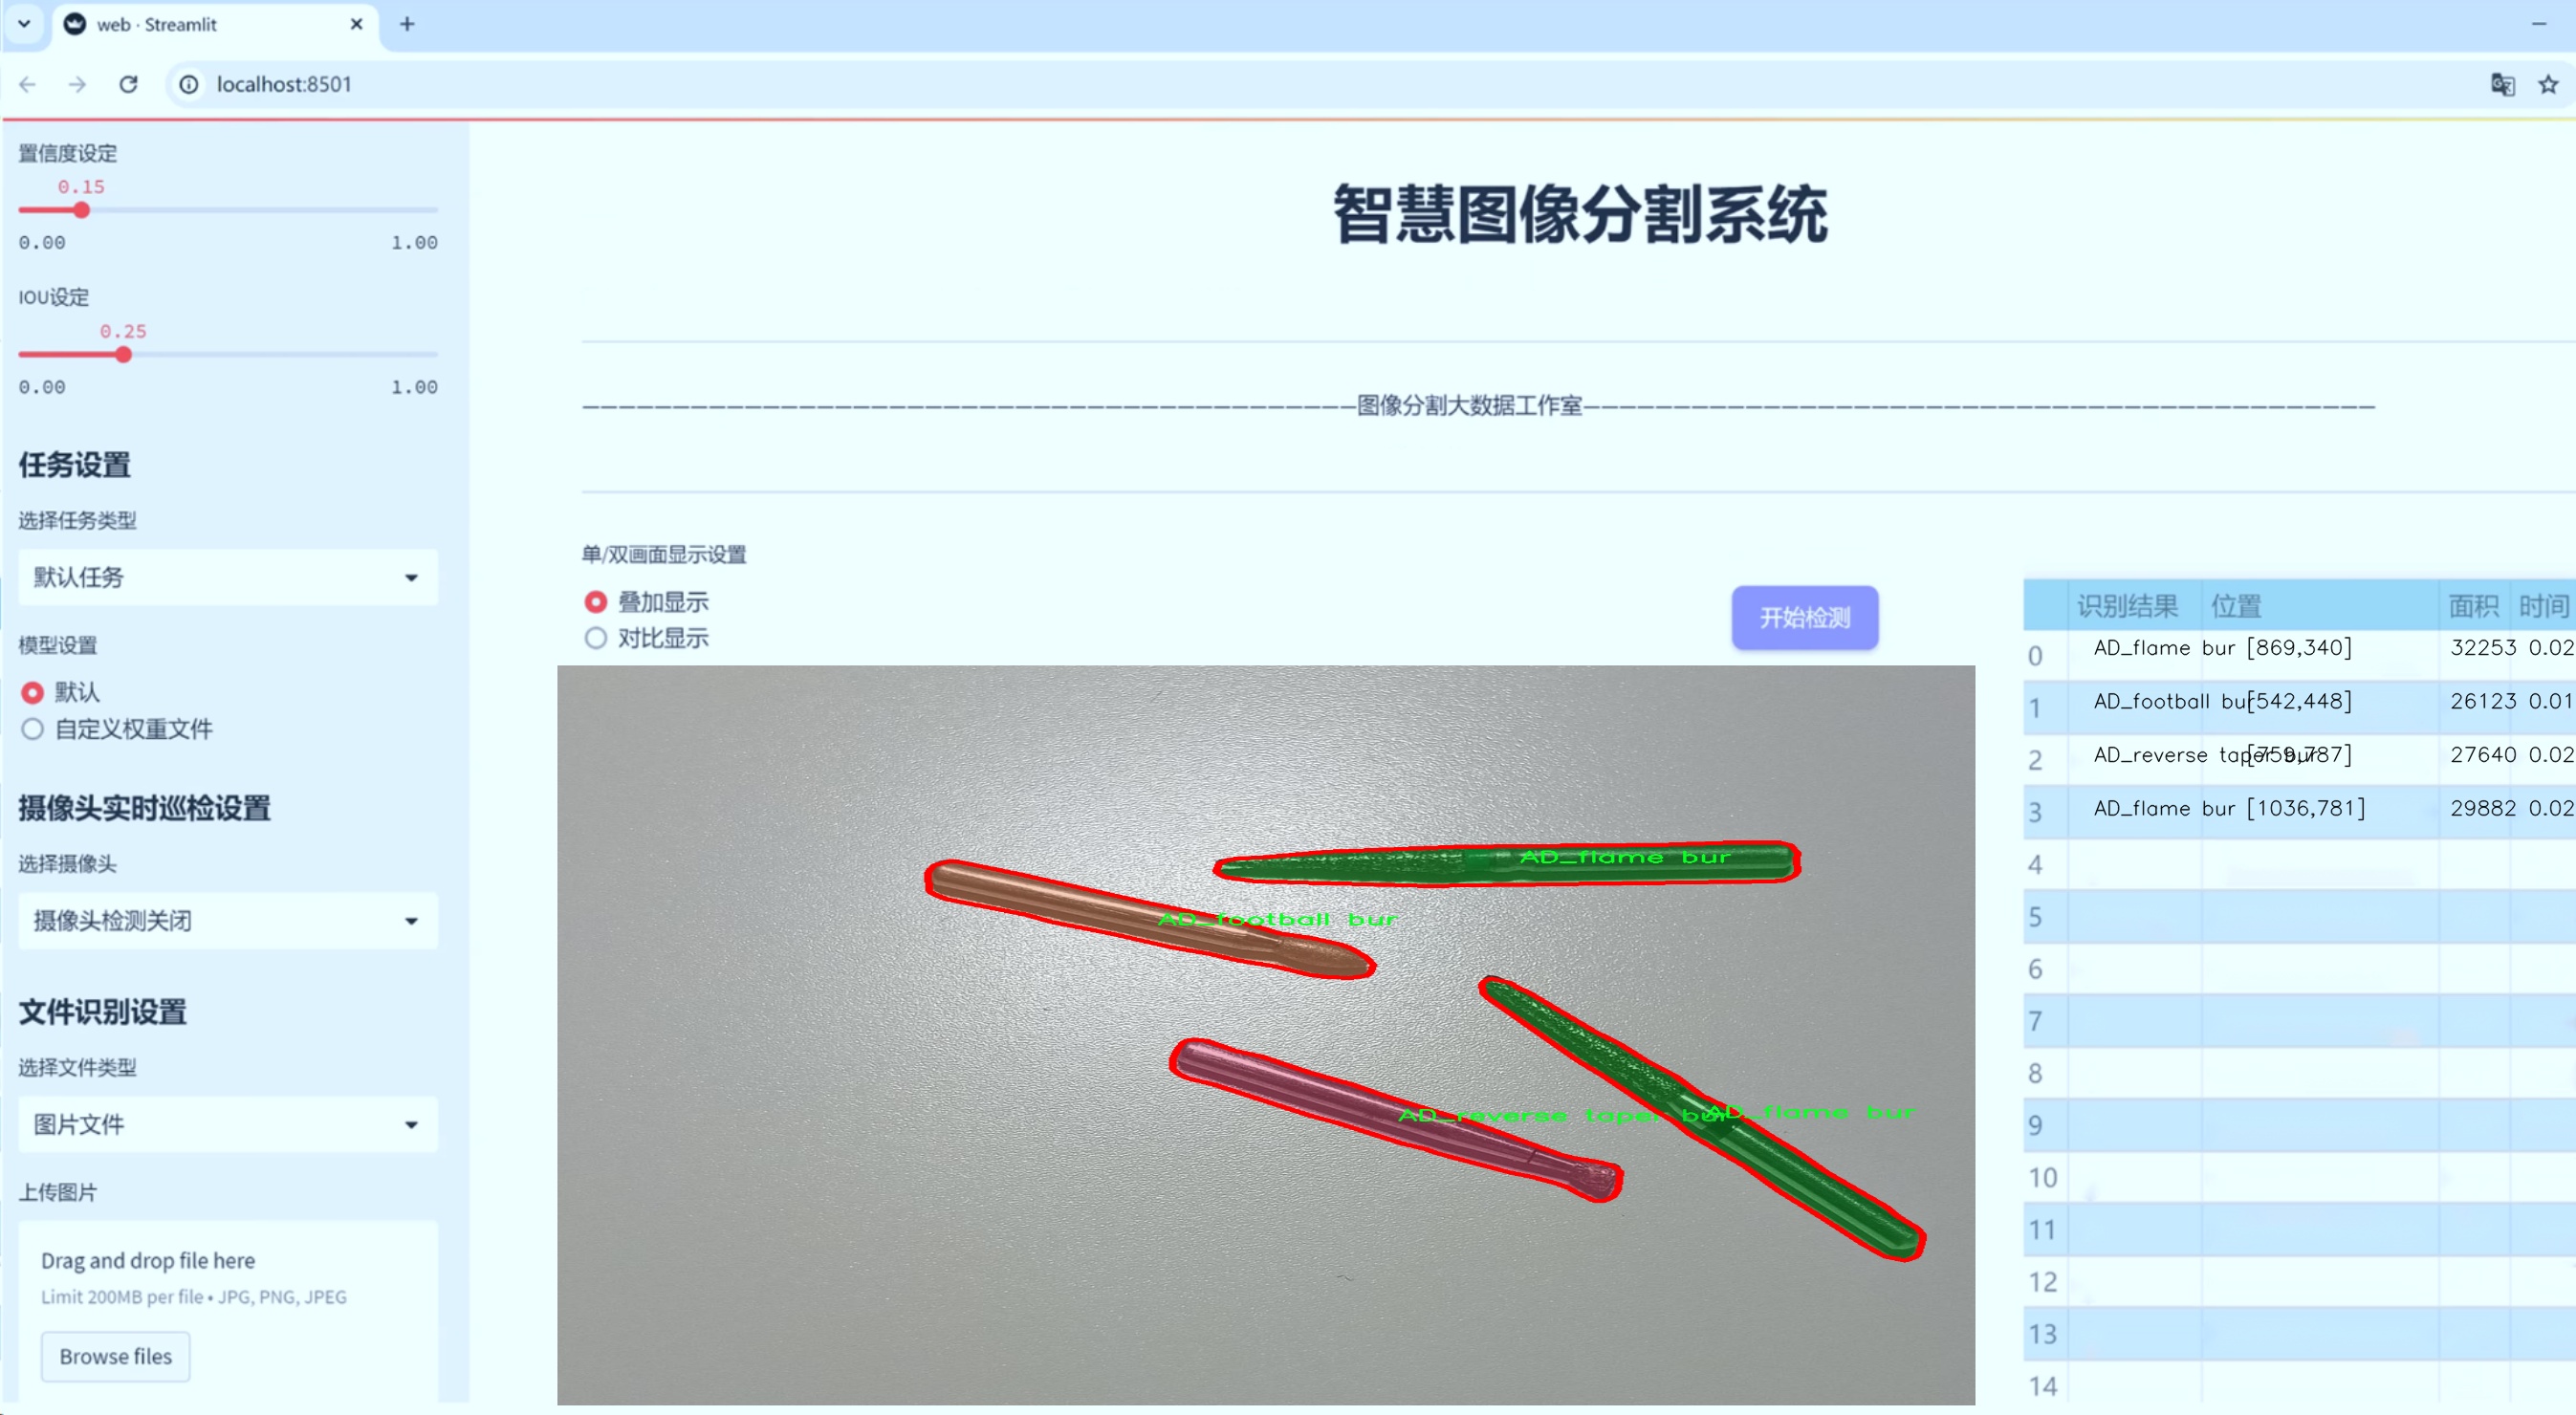 web · Streamlit
localhost:8501
置信度设定
0.15
0.00 1.00
IOU设定
0.25
0.00 1.00
任务设置
选择任务类型
默认任务
模型设置
默认
自定义权重文件
摄像头实时巡检设置
选择摄像头
摄像头检测关闭
文件识别设置
选择文件类型
图片文件
上传图片
Drag and drop file here
Limit 200MB per file • JPG, PNG, JPEG
Browse files
智慧图像分割系统
图像分割大数据工作室
单/双画面显示设置
叠加显示
对比显示
开始检测
AD_flame bur
AD_football bur
AD_reverse taper bur
AD_flame bur
识别结果 位置 面积 时间
0 AD_flame bur [869,340] 32253 0.02
1 AD_football bur [542,448] 26123 0.01
2 AD_reverse taper bur [759,787] 27640 0.02
3 AD_flame bur [1036,781] 29882 0.02
4
5
6
7
8
9
10
11
12
13
14